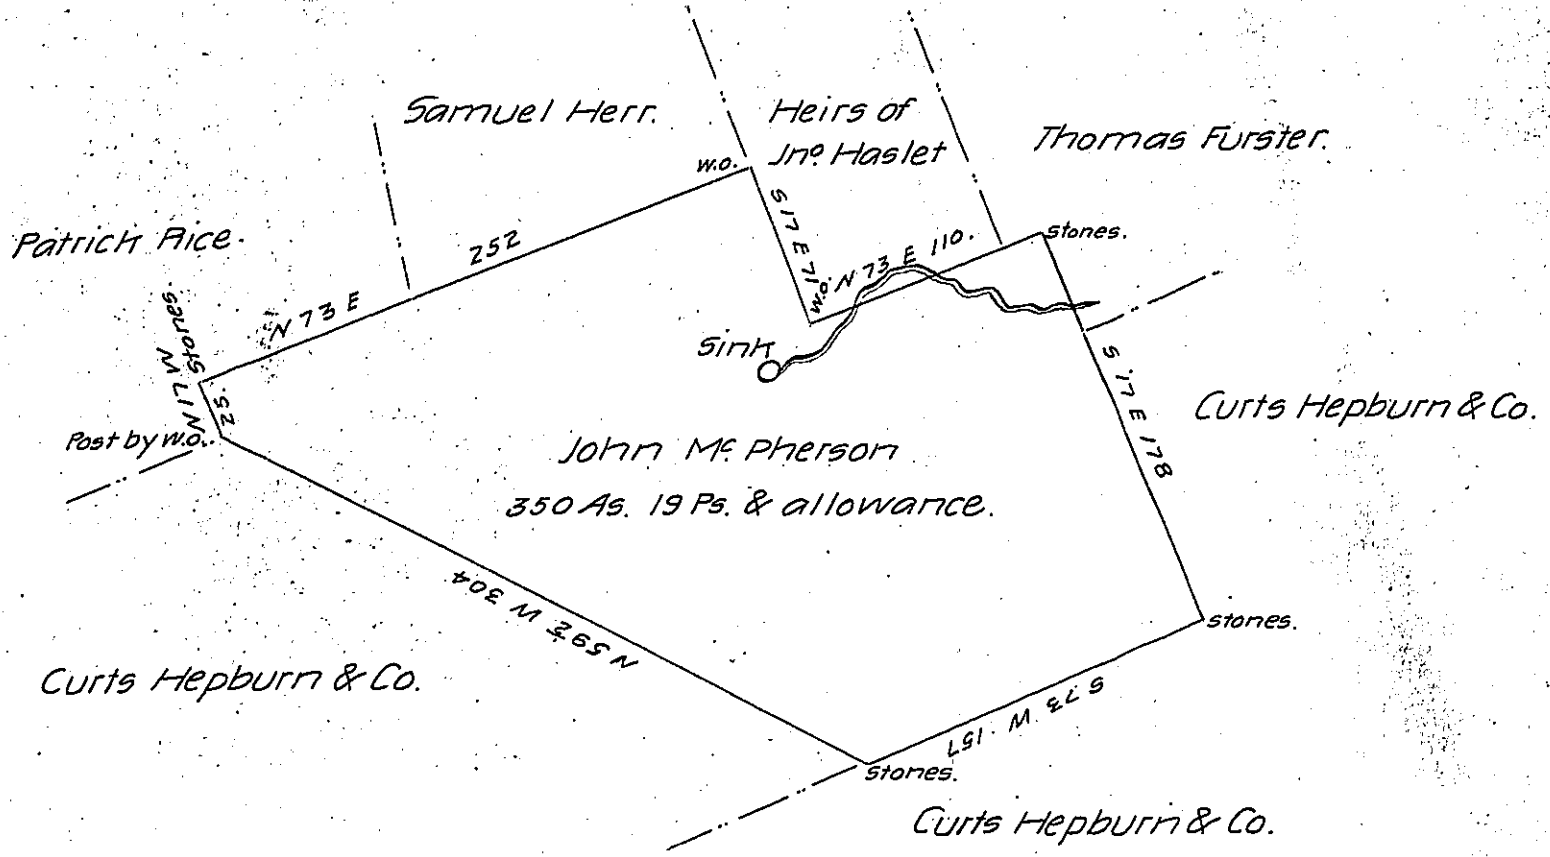 Samuel Herr.
Heirs of
Jnº Haslet
Thomas Furster.
Patrick Rice.
w.o.
252
N 73 E
S 17 E 71
w.o.
N 73 E 110.
stones.
Stones.
N 17 W
25.
Post by w.o.
Sink
S 17 E 178
Curts Hepburn & Co.
John Mc Pherson
350 As. 19 Ps. & allowance.
N 59½ W 304
stones.
S 73 W 157
Curts Hepburn & Co.
stones.
Curts Hepburn & Co.